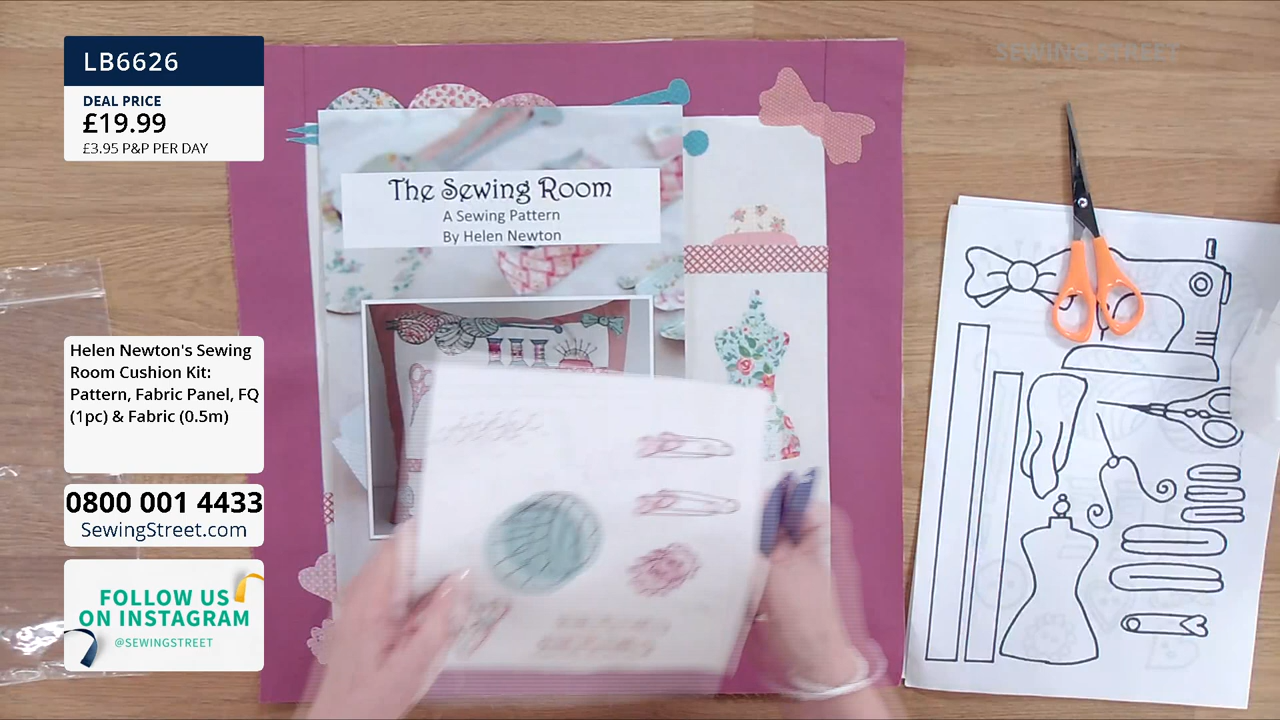 LB6626
DEAL PRICE
£19.99
£3.95 P&P PER DAY
SEWING STREET
The Sewing Room
A Sewing Pattern
By Helen Newton
Helen Newton's Sewing
Room Cushion Kit:
Pattern, Fabric Panel, FQ
(1pc) & Fabric (0.5m)
0800 001 4433
SewingStreet.com
FOLLOW US
ON INSTAGRAM
@SEWINGSTREET